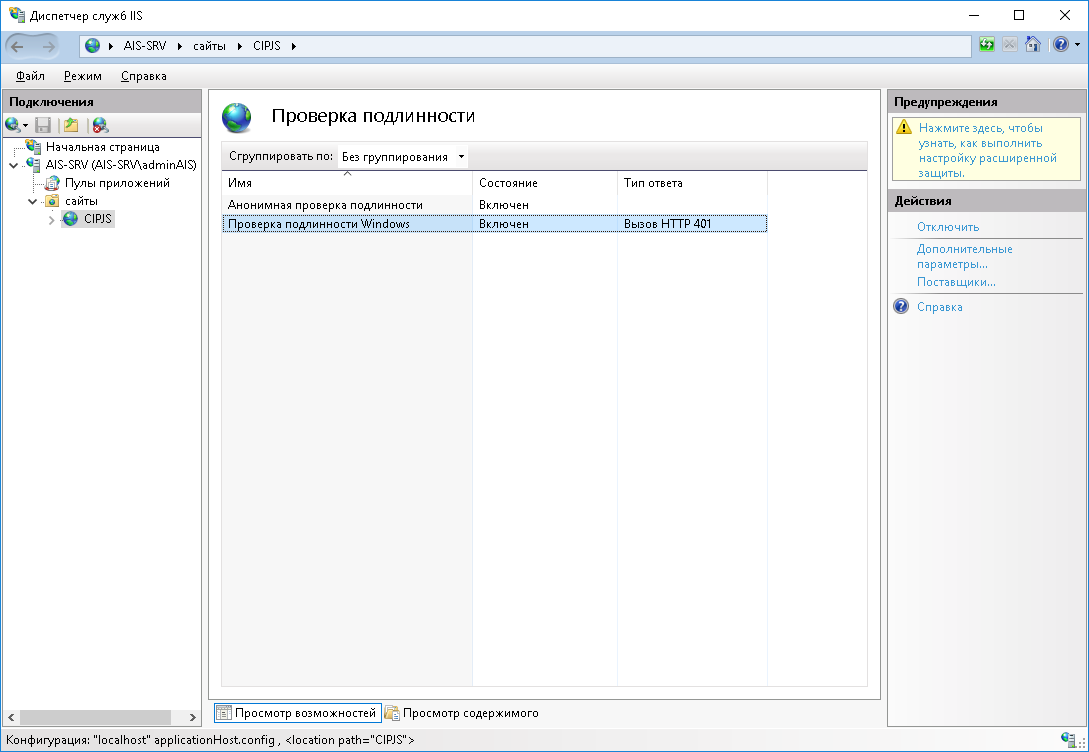 Диспетчер служб IIS
AIS-SRV
сайты
CIPJS
Файл Режим Справка
Подключения
Начальная страница
AIS-SRV (AIS-SRV\adminAIS)
Пулы приложений
сайты
CIPJS
Проверка подлинности
Сгруппировать по: Без группирования
Имя Состояние Тип ответа
Анонимная проверка подлинности Включен
Проверка подлинности Windows Включен Вызов HTTP 401
Просмотр возможностей Просмотр содержимого
Предупреждения
Нажмите здесь, чтобы
узнать, как выполнить
настройку расширенной
защиты.
Действия
Отключить
Дополнительные
параметры...
Поставщики...
Справка
Конфигурация: "localhost" applicationHost.config , <location path="CIPJS">